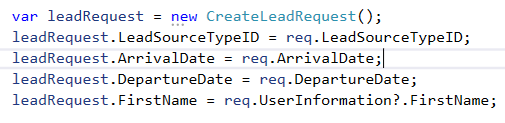 var leadRequest = new CreateLeadRequest();
leadRequest.LeadSourceTypeID = req.LeadSourceTypeID;
leadRequest.ArrivalDate = req.ArrivalDate;
leadRequest.DepartureDate = req.DepartureDate;
leadRequest.FirstName = req.UserInformation?.FirstName;